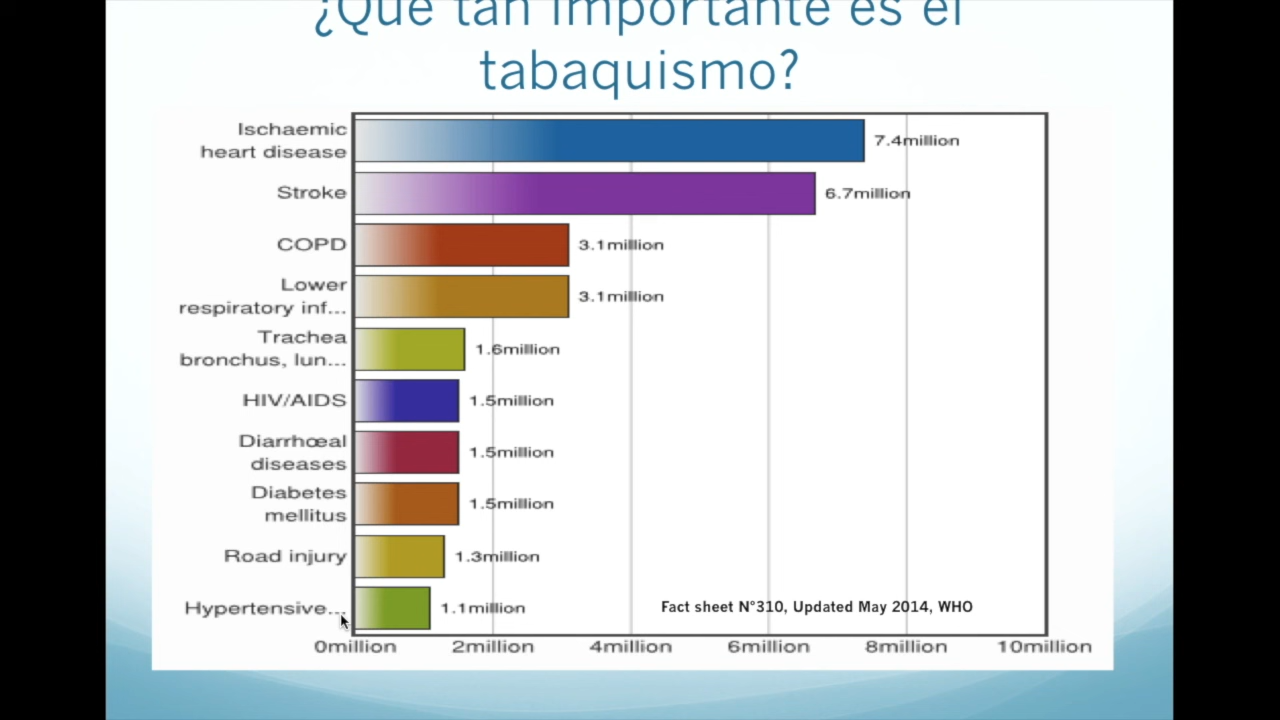 ¿Qué tan importante es el
tabaquismo?
Ischaemic
heart disease
7.4million
Stroke
6.7million
COPD
3.1million
Lower
respiratory inf...
3.1million
Trachea
bronchus, lun...
1.6million
HIV/AIDS
1.5million
Diarrhœal
diseases
1.5million
Diabetes
mellitus
1.5million
Road injury
1.3million
Hypertensive...
1.1million
Fact sheet N°310, Updated May 2014, WHO
0million 2million 4million 6million 8million 10million